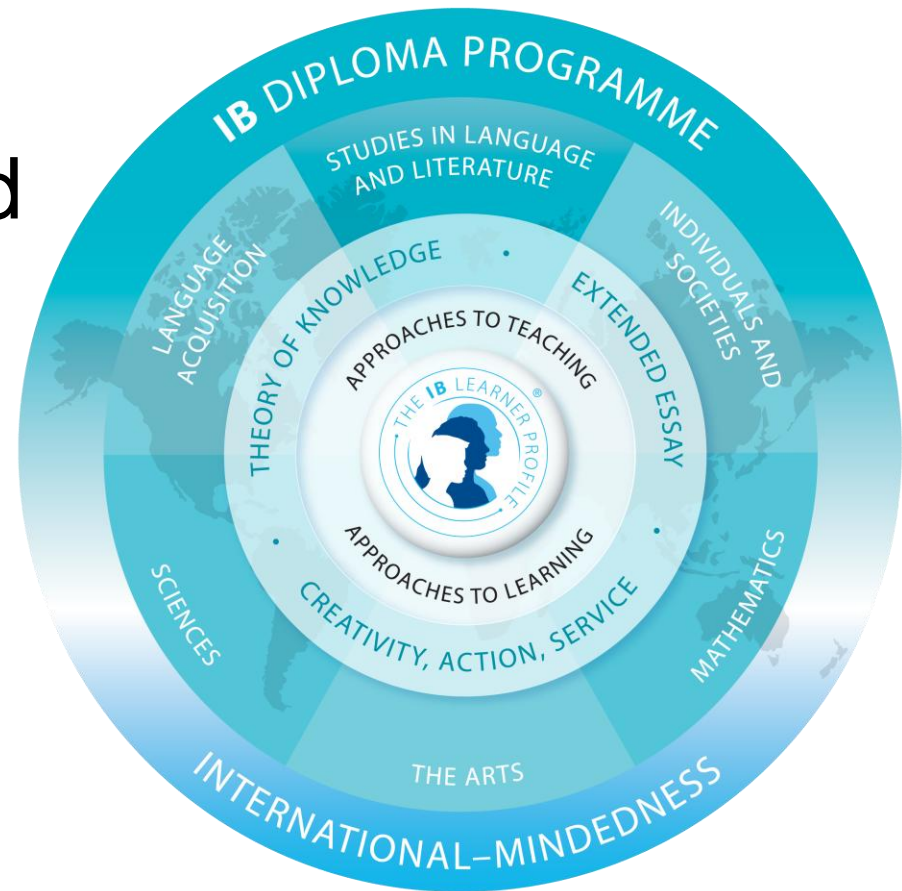 d
IB DIPLOMA PROGRAMME
STUDIES IN LANGUAGE
AND LITERATURE
LANGUAGE
ACQUISITION
INDIVIDUALS AND
SOCIETIES
THEORY OF KNOWLEDGE
EXTENDED ESSAY
APPROACHES TO TEACHING
• THE IB LEARNER PROFILE •
®
APPROACHES TO LEARNING
CREATIVITY, ACTION, SERVICE
SCIENCES
MATHEMATICS
THE ARTS
INTERNATIONAL–MINDEDNESS